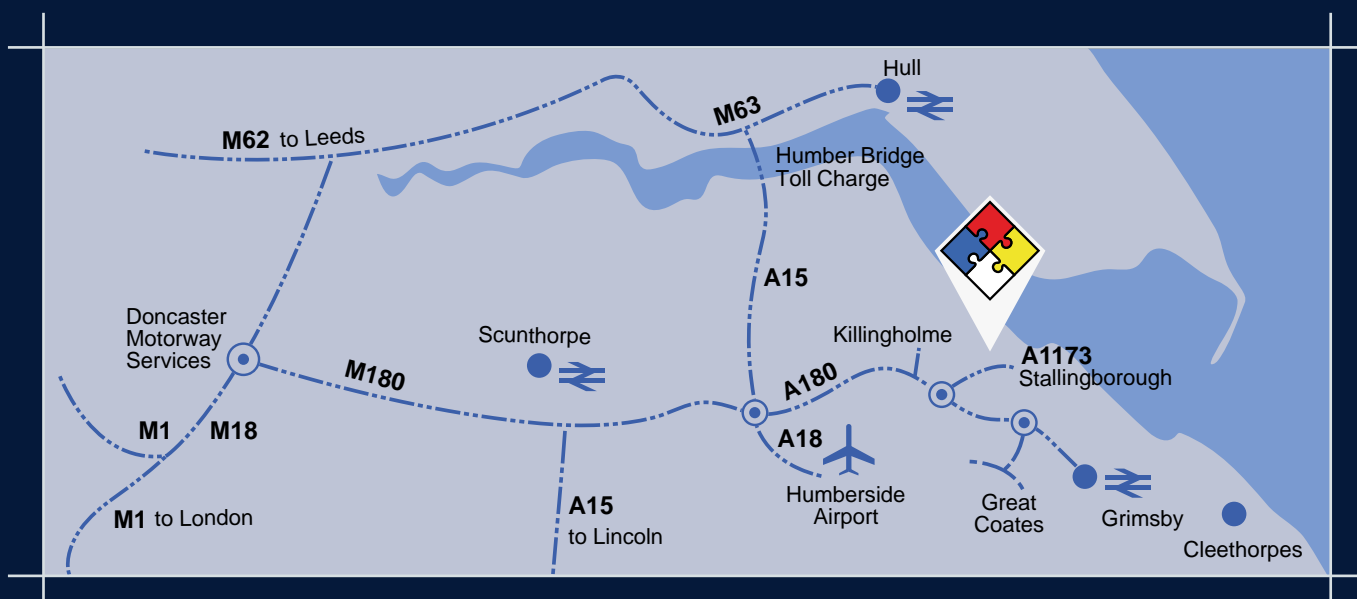 Hull
M63
M62 to Leeds
Humber Bridge
Toll Charge
A15
Doncaster
Motorway
Services
Scunthorpe
Killingholme
A1173
Stallingborough
M180
A180
M1
M18
A18
Humberside
Airport
Great
Coates
Grimsby
Cleethorpes
M1 to London
A15
to Lincoln